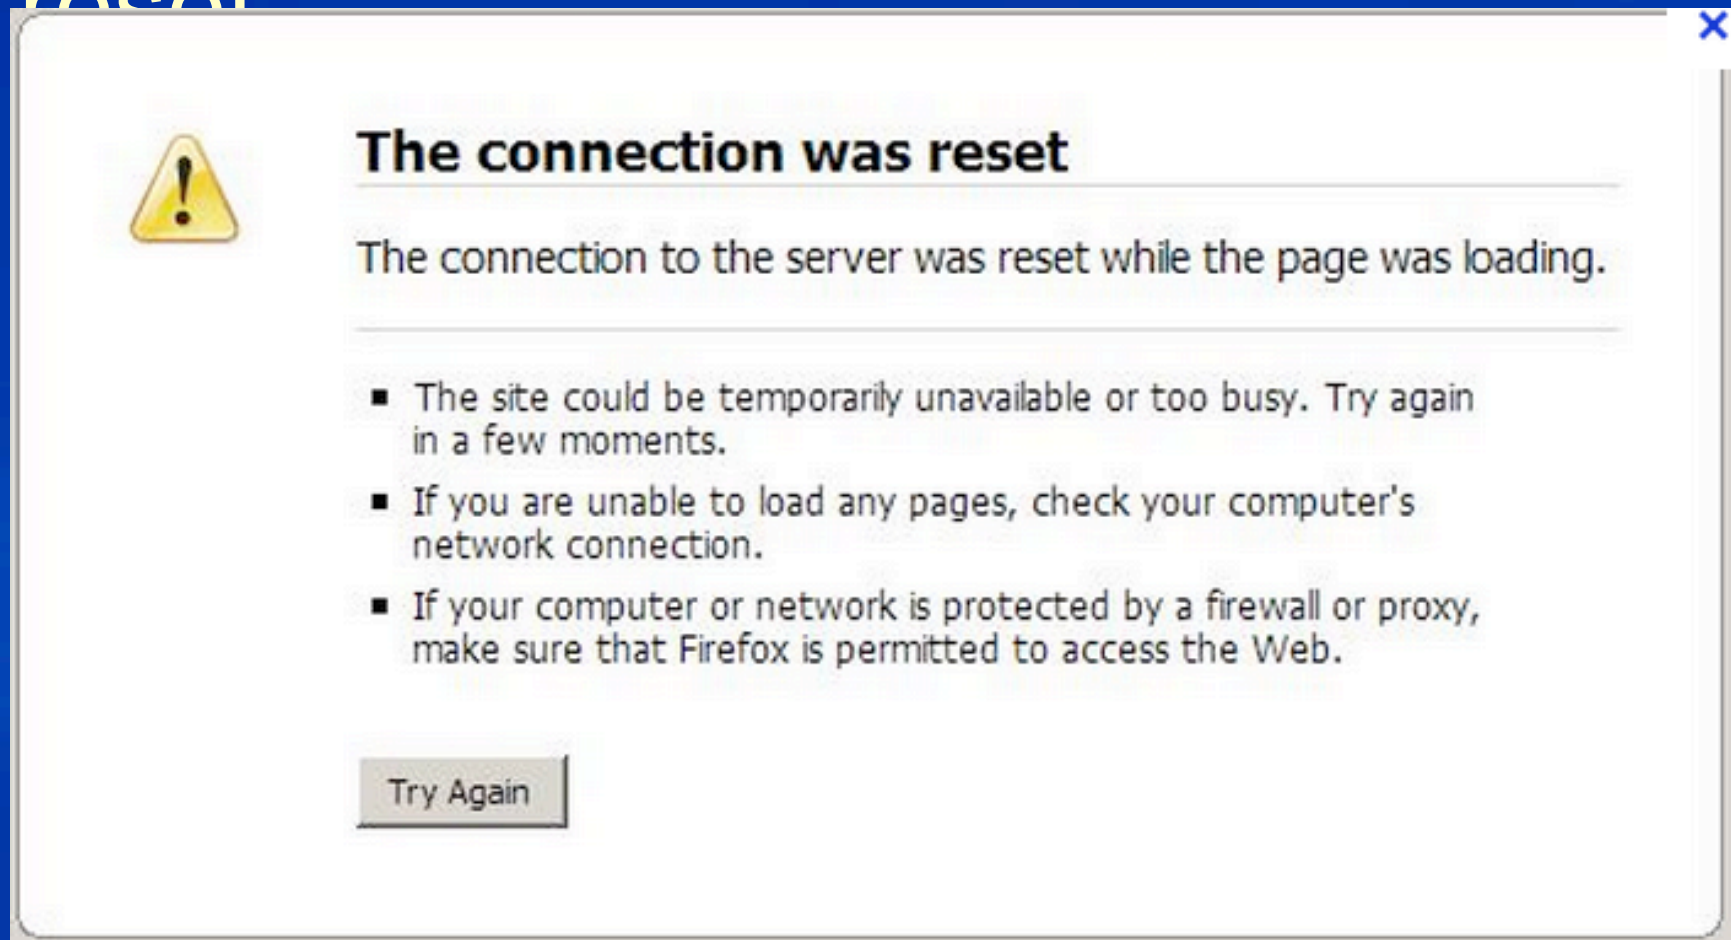 The connection was reset
The connection to the server was reset while the page was loading.
■ The site could be temporarily unavailable or too busy. Try again
in a few moments.
■ If you are unable to load any pages, check your computer's
network connection.
■ If your computer or network is protected by a firewall or proxy,
make sure that Firefox is permitted to access the Web.
Try Again